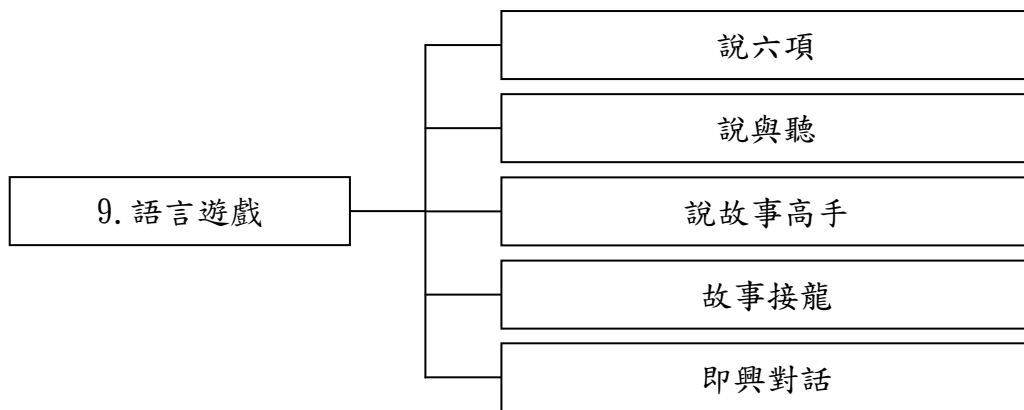 說六項
說與聽
9.語言遊戲
說故事高手
故事接龍
即興對話